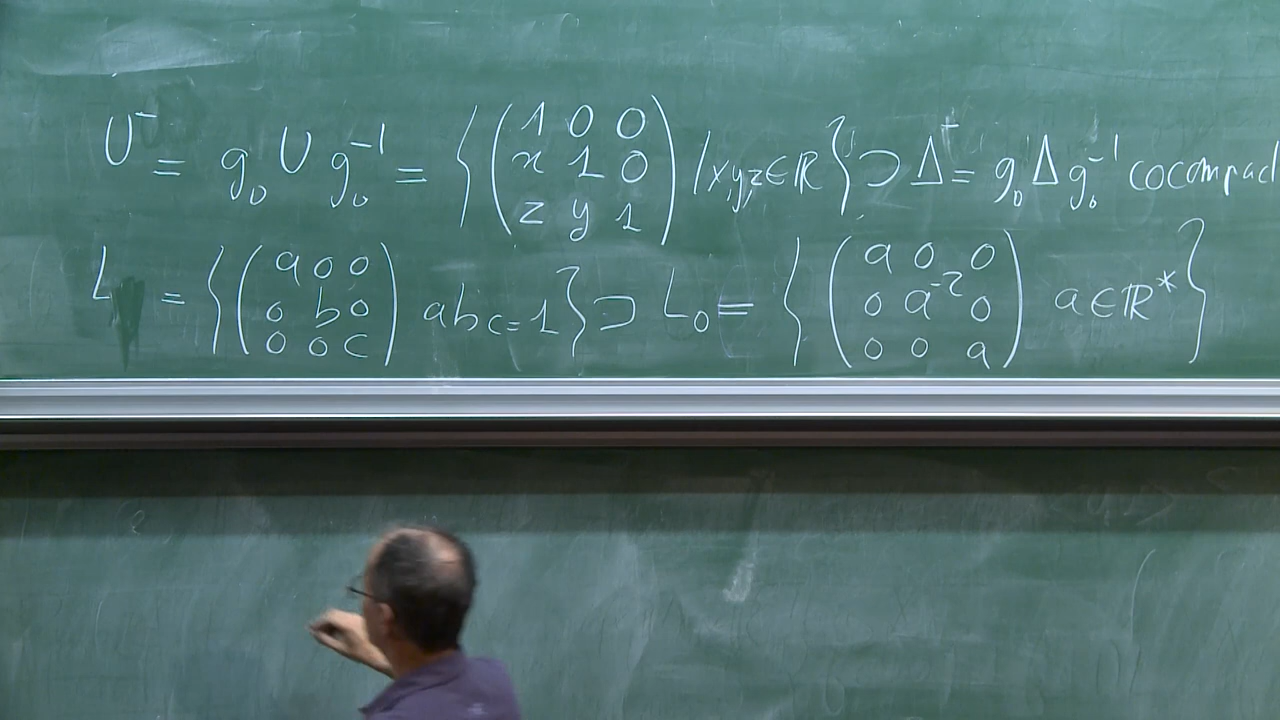 U⁻ = g₀ U g₀⁻¹ = { ( 1 0 0 ; x 1 0 ; z y 1 ) / x,y,z ∈ ℝ } ⊃ Δ⁻ = g₀ Δ g₀⁻¹ cocompact
L = { ( a 0 0 ; 0 b 0 ; 0 0 c ) abc = 1 } ⊃ L₀ = { ( a 0 0 ; 0 a⁻² 0 ; 0 0 a ) a ∈ ℝ* }